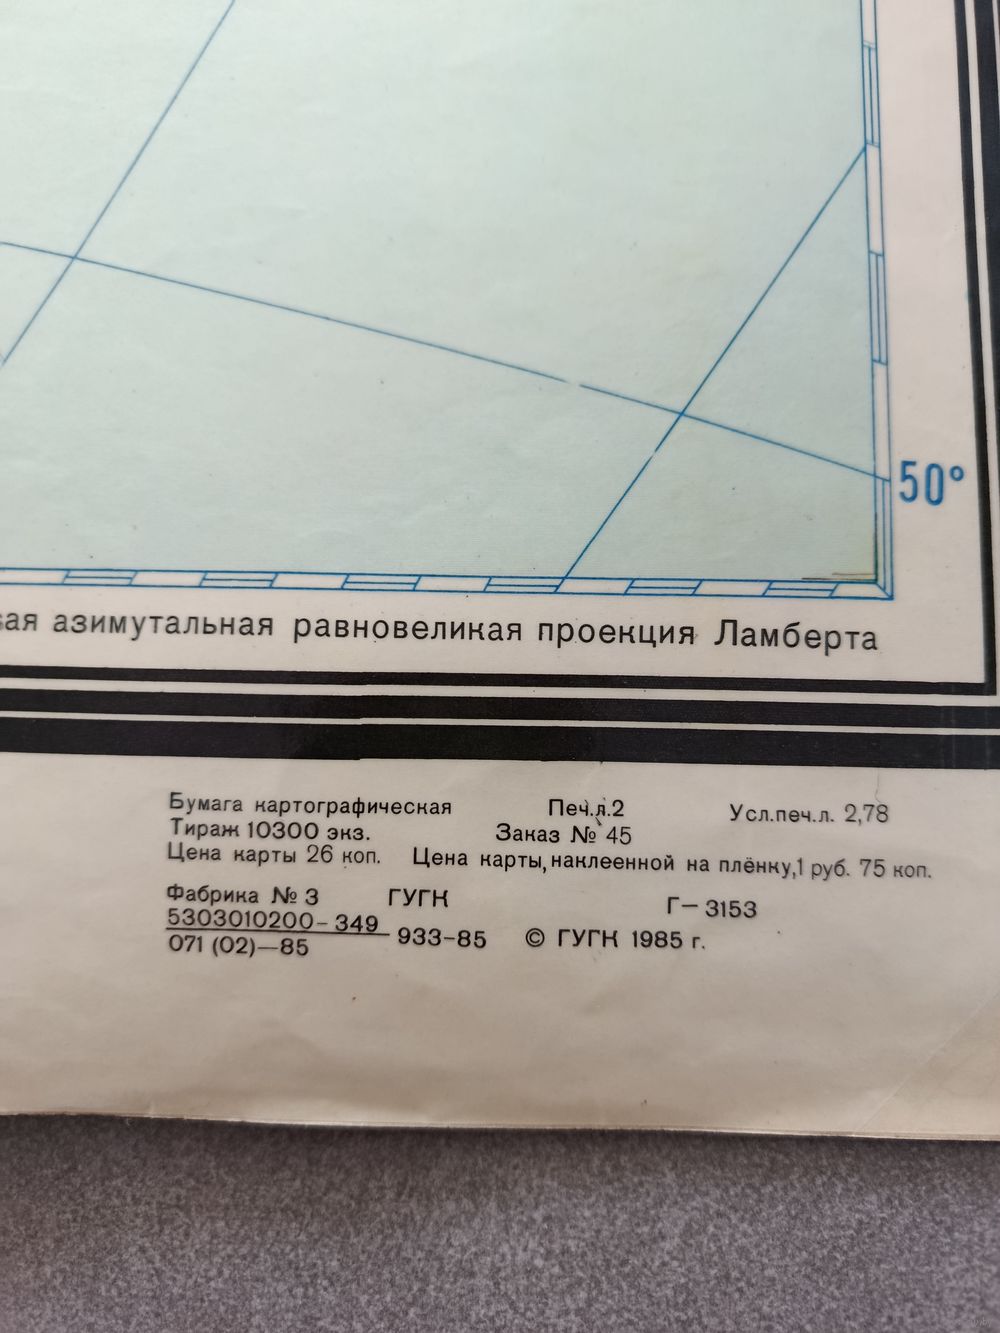 50°
азимутальная равновеликая проекция Ламберта
Бумага картографическая Печ.л.2 Усл.печ.л. 2,78
Тираж 10300 экз. Заказ № 45
Цена карты 26 коп. Цена карты, наклеенной на плёнку, 1 руб. 75 коп.
Фабрика № 3 ГУГК Г—3153
5303010200-349
071 (02)—85 933-85 © ГУГК 1985 г.